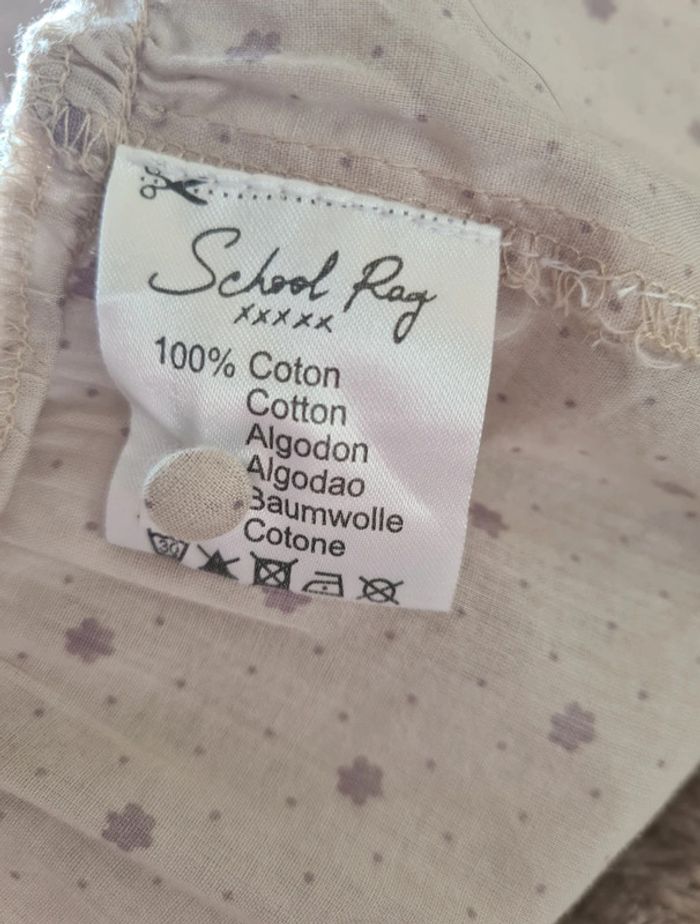 School Rag
xxxxx
100% Coton
Cotton
Algodon
Algodao
Baumwolle
Cotone
30